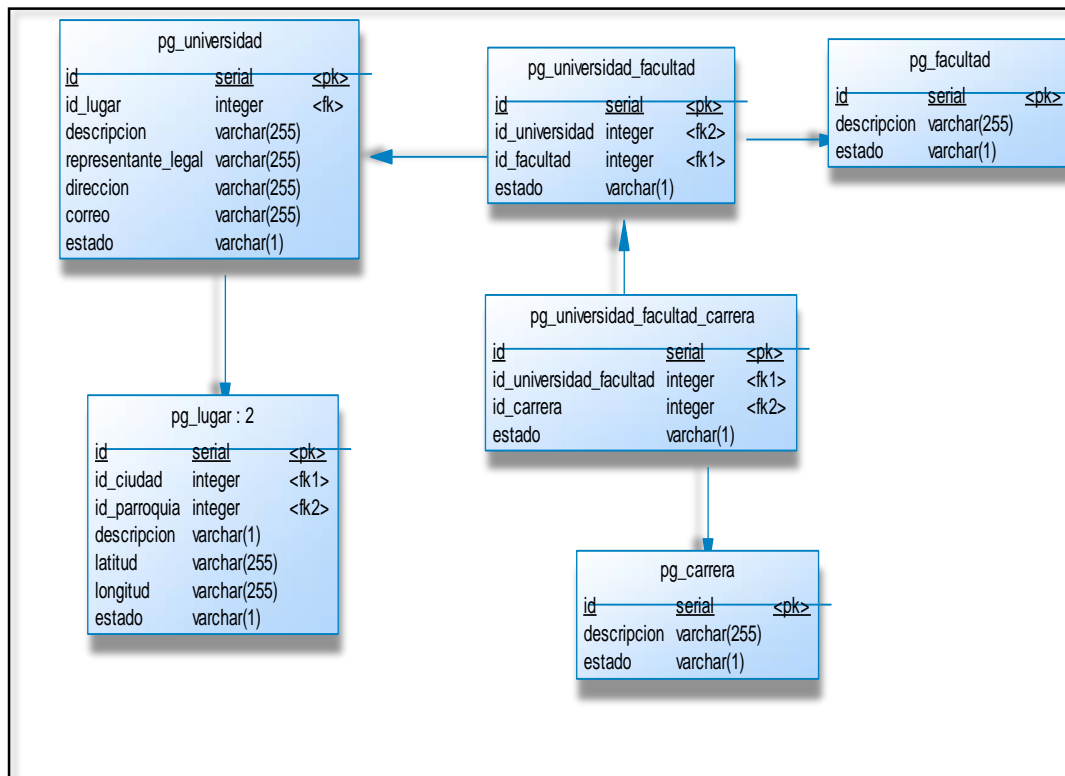 pg_universidad
id serial <pk>
id_lugar integer <fk>
descripcion varchar(255)
representante_legal varchar(255)
direccion varchar(255)
correo varchar(255)
estado varchar(1)
pg_universidad_facultad
id serial <pk>
id_universidad integer <fk2>
id_facultad integer <fk1>
estado varchar(1)
pg_facultad
id serial <pk>
descripcion varchar(255)
estado varchar(1)
pg_universidad_facultad_carrera
id serial <pk>
id_universidad_facultad integer <fk1>
id_carrera integer <fk2>
estado varchar(1)
pg_lugar : 2
id serial <pk>
id_ciudad integer <fk1>
id_parroquia integer <fk2>
descripcion varchar(1)
latitud varchar(255)
longitud varchar(255)
estado varchar(1)
pg_carrera
id serial <pk>
descripcion varchar(255)
estado varchar(1)